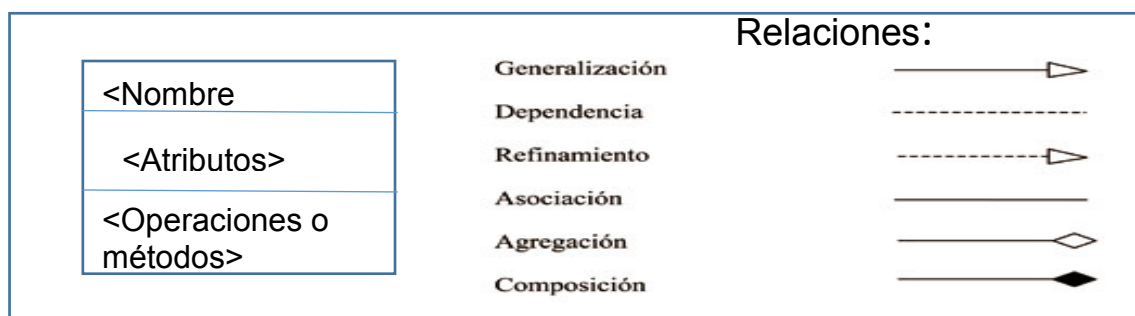 Relaciones:
<Nombre
<Atributos>
<Operaciones o
métodos>
Generalización
Dependencia
Refinamiento
Asociación
Agregación
Composición